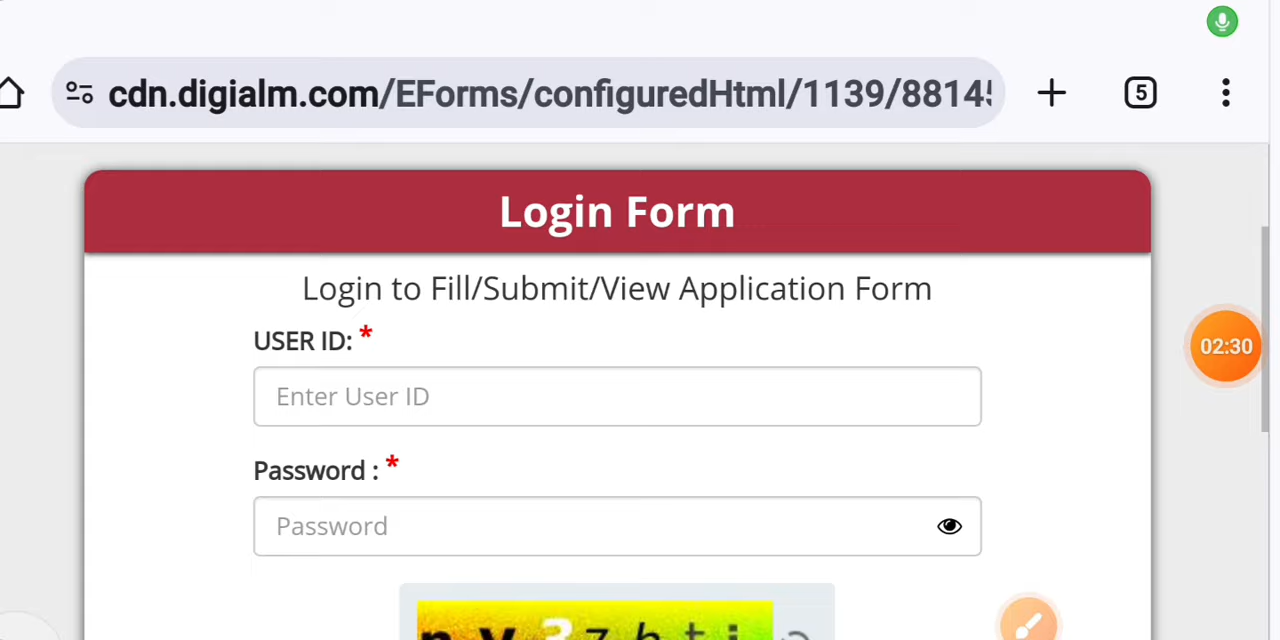 cdn.digialm.com/EForms/configuredHtml/1139/8814
5
Login Form
Login to Fill/Submit/View Application Form
USER ID: *
Enter User ID
02:30
Password : *
Password